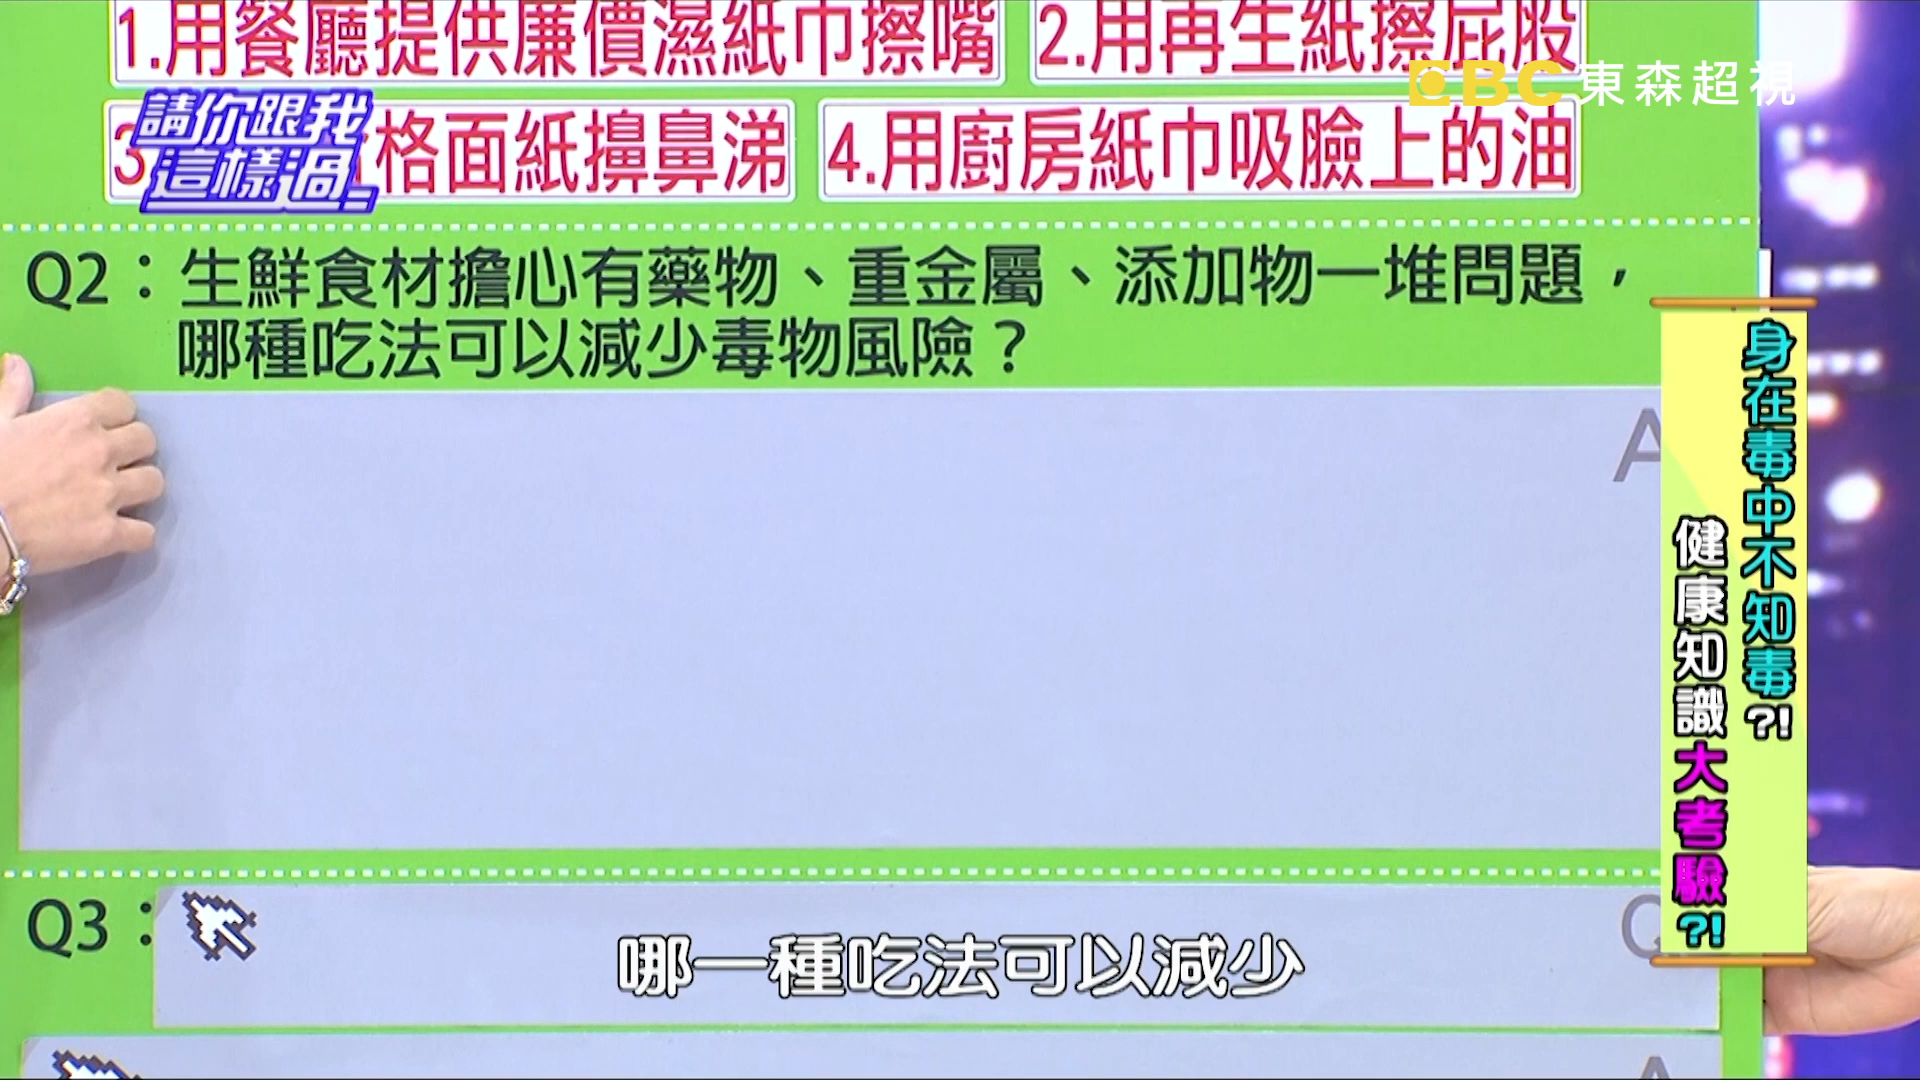 1.用餐廳提供廉價濕紙巾擦嘴
2.用再生紙擦屁股
EBC 東森超視
請你跟我
這樣過
3
格面紙擤鼻涕
4.用廚房紙巾吸臉上的油
Q2：生鮮食材擔心有藥物、重金屬、添加物一堆問題，
哪種吃法可以減少毒物風險？
A
身在毒中不知毒?!
健康知識大考驗?!
Q3：
Q
哪一種吃法可以減少
A